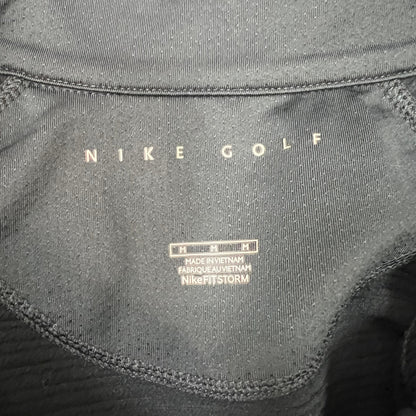 NIKE GOLF
M M M
MADE IN VIETNAM
FABRIQUE AU VIETNAM
NikeFITSTORM